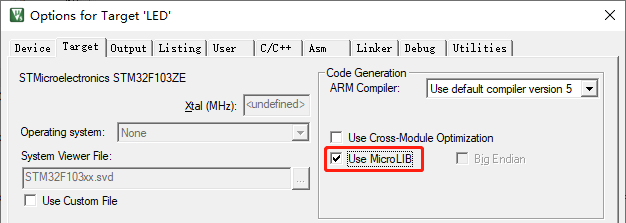 Options for Target 'LED'
Device Target Output Listing User C/C++ Asm Linker Debug Utilities
STMicroelectronics STM32F103ZE
Xtal (MHz): <undefined>
Operating system: None
System Viewer File:
STM32F103xx.svd ...
Use Custom File
Code Generation
ARM Compiler: Use default compiler version 5
Use Cross-Module Optimization
Use MicroLIB Big Endian